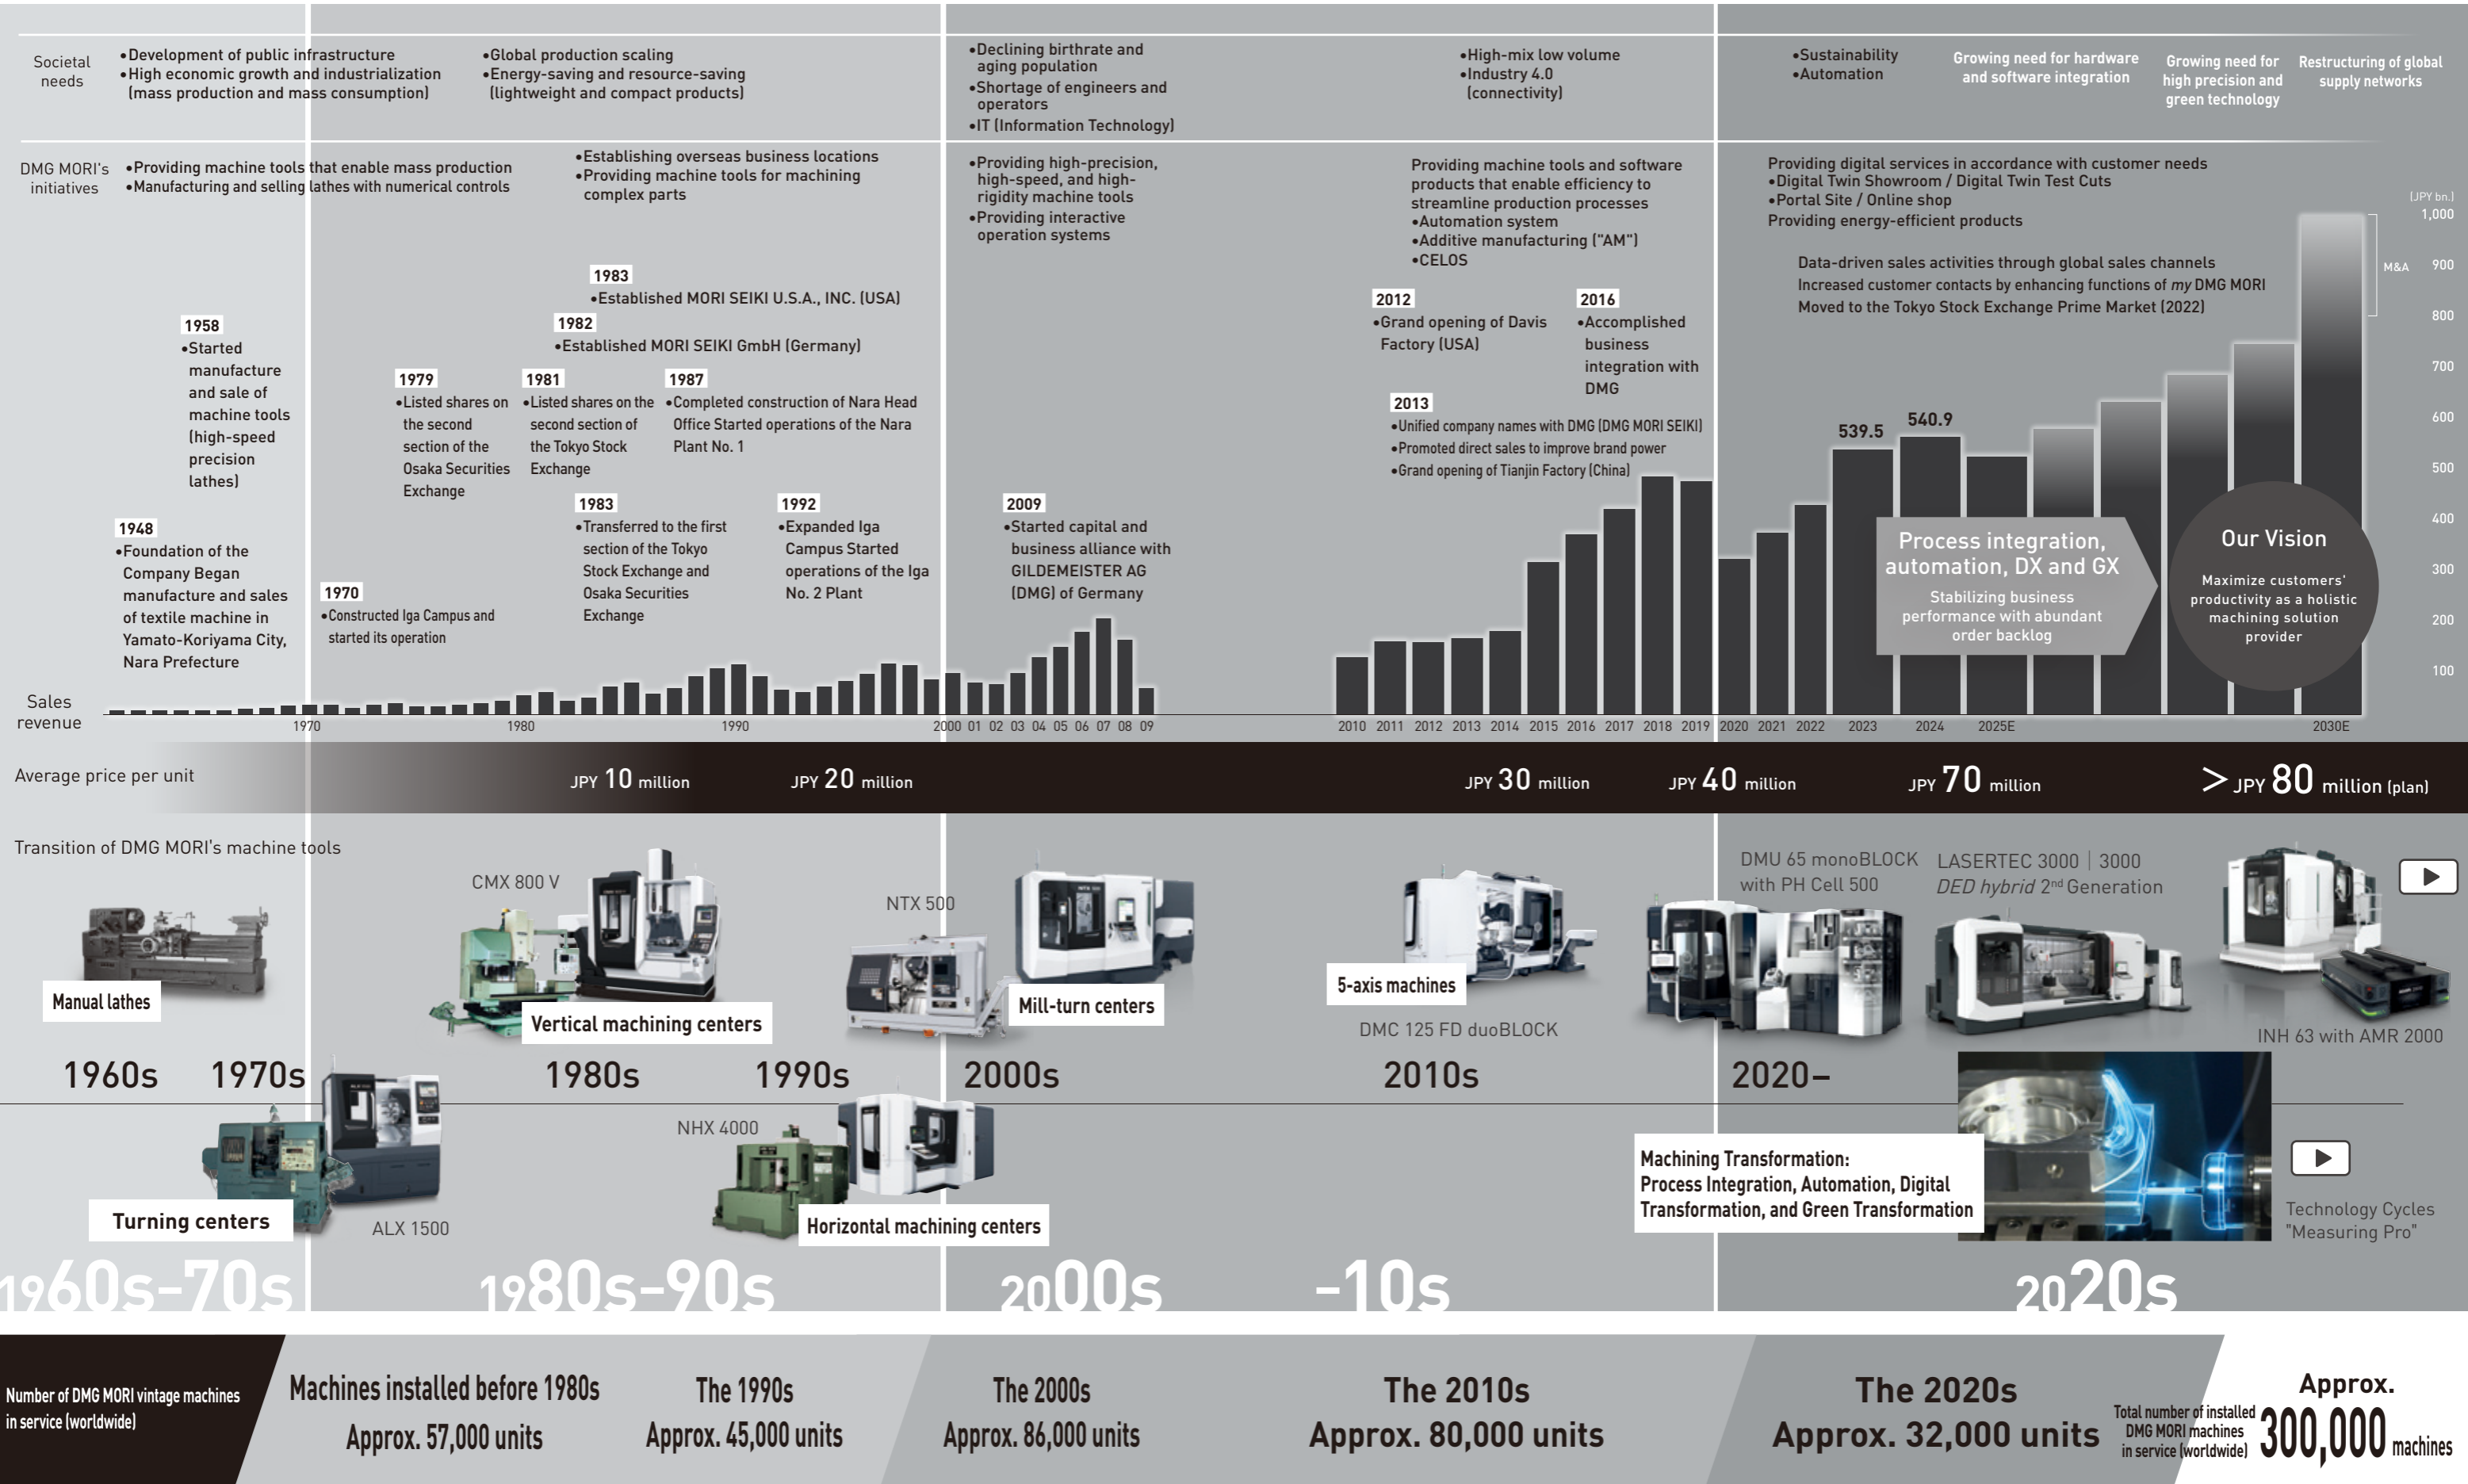 Societal
needs
•Development of public infrastructure
•High economic growth and industrialization
(mass production and mass consumption)
•Global production scaling
•Energy-saving and resource-saving
(lightweight and compact products)
•Declining birthrate and
aging population
•Shortage of engineers and
operators
•IT (Information Technology)
•High-mix low volume
•Industry 4.0
(connectivity)
•Sustainability
•Automation
Growing need for hardware
and software integration
Growing need for
high precision and
green technology
Restructuring of global
supply networks
DMG MORI's
initiatives
•Providing machine tools that enable mass production
•Manufacturing and selling lathes with numerical controls
•Establishing overseas business locations
•Providing machine tools for machining
complex parts
•Providing high-precision,
high-speed, and high-
rigidity machine tools
•Providing interactive
operation systems
Providing machine tools and software
products that enable efficiency to
streamline production processes
•Automation system
•Additive manufacturing ("AM")
•CELOS
Providing digital services in accordance with customer needs
•Digital Twin Showroom / Digital Twin Test Cuts
•Portal Site / Online shop
Providing energy-efficient products
Data-driven sales activities through global sales channels
Increased customer contacts by enhancing functions of my DMG MORI
Moved to the Tokyo Stock Exchange Prime Market (2022)
1948
•Foundation of the
Company Began
manufacture and sales
of textile machine in
Yamato-Koriyama City,
Nara Prefecture
1958
•Started
manufacture
and sale of
machine tools
(high-speed
precision
lathes)
1970
•Constructed Iga Campus and
started its operation
1979
•Listed shares on
the second
section of the
Osaka Securities
Exchange
1981
•Listed shares on the
second section of
the Tokyo Stock
Exchange
1982
•Established MORI SEIKI GmbH (Germany)
1983
•Established MORI SEIKI U.S.A., INC. (USA)
1983
•Transferred to the first
section of the Tokyo
Stock Exchange and
Osaka Securities
Exchange
1987
•Completed construction of Nara Head
Office Started operations of the Nara
Plant No. 1
1992
•Expanded Iga
Campus Started
operations of the Iga
No. 2 Plant
2009
•Started capital and
business alliance with
GILDEMEISTER AG
(DMG) of Germany
2012
•Grand opening of Davis
Factory (USA)
2013
•Unified company names with DMG (DMG MORI SEIKI)
•Promoted direct sales to improve brand power
•Grand opening of Tianjin Factory (China)
2016
•Accomplished
business
integration with
DMG
539.5
540.9
(JPY bn.)
1,000
900
800
700
600
500
400
300
200
100
M&A
Process integration,
automation, DX and GX
Stabilizing business
performance with abundant
order backlog
Our Vision
Maximize customers'
productivity as a holistic
machining solution
provider
Sales
revenue
1970
1980
1990
2000 01 02 03 04 05 06 07 08 09
2010 2011 2012 2013 2014 2015 2016 2017 2018 2019 2020 2021 2022 2023 2024 2025E 2030E
Average price per unit
JPY 10 million
JPY 20 million
JPY 30 million
JPY 40 million
JPY 70 million
> JPY 80 million (plan)
Transition of DMG MORI's machine tools
Manual lathes
CMX 800 V
Vertical machining centers
NTX 500
Mill-turn centers
5-axis machines
DMC 125 FD duoBLOCK
DMU 65 monoBLOCK
with PH Cell 500
LASERTEC 3000 | 3000
DED hybrid 2nd Generation
INH 63 with AMR 2000
1960s
1970s
1980s
1990s
2000s
2010s
2020–
Turning centers
ALX 1500
NHX 4000
Horizontal machining centers
Machining Transformation:
Process Integration, Automation, Digital
Transformation, and Green Transformation
Technology Cycles
"Measuring Pro"
1960s–70s
1980s–90s
2000s
–10s
2020s
Number of DMG MORI vintage machines
in service (worldwide)
Machines installed before 1980s
Approx. 57,000 units
The 1990s
Approx. 45,000 units
The 2000s
Approx. 86,000 units
The 2010s
Approx. 80,000 units
The 2020s
Approx. 32,000 units
Total number of installed
DMG MORI machines
in service (worldwide)
Approx.
300,000 machines